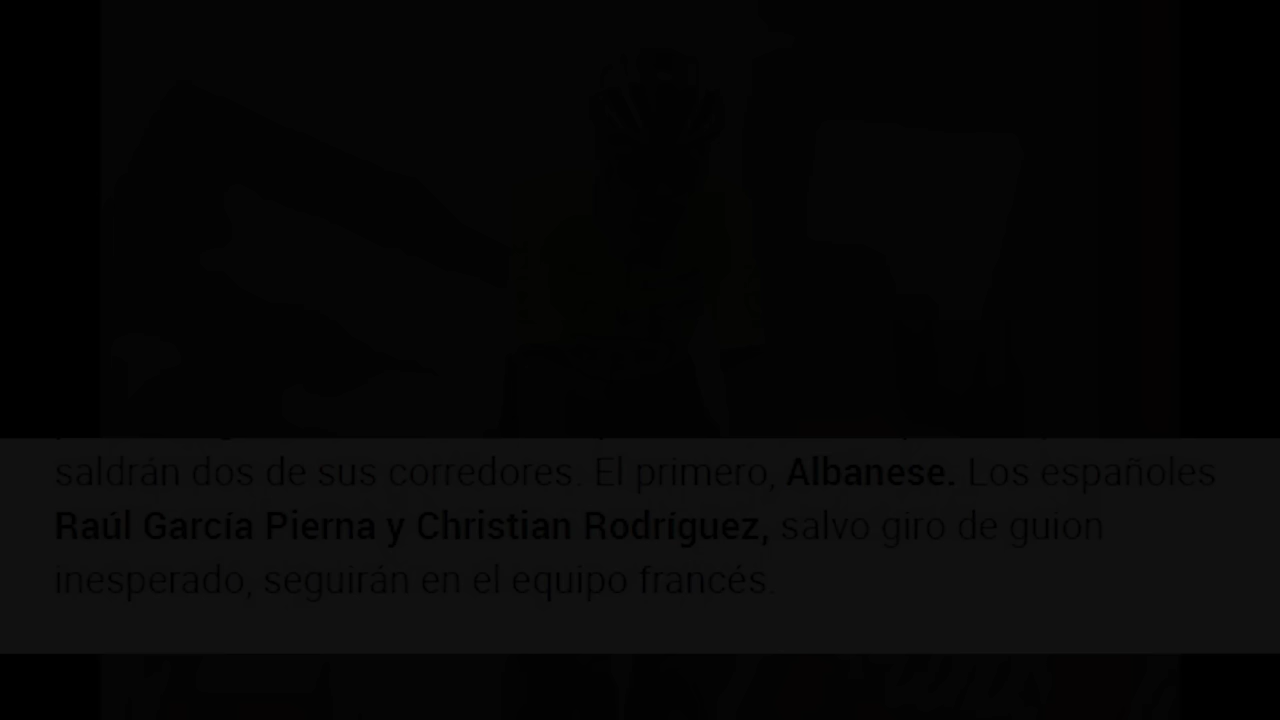 saldrán dos de sus corredores. El primero, Albanese. Los españoles
Raúl García Pierna y Christian Rodríguez, salvo giro de guion
inesperado, seguirán en el equipo francés.